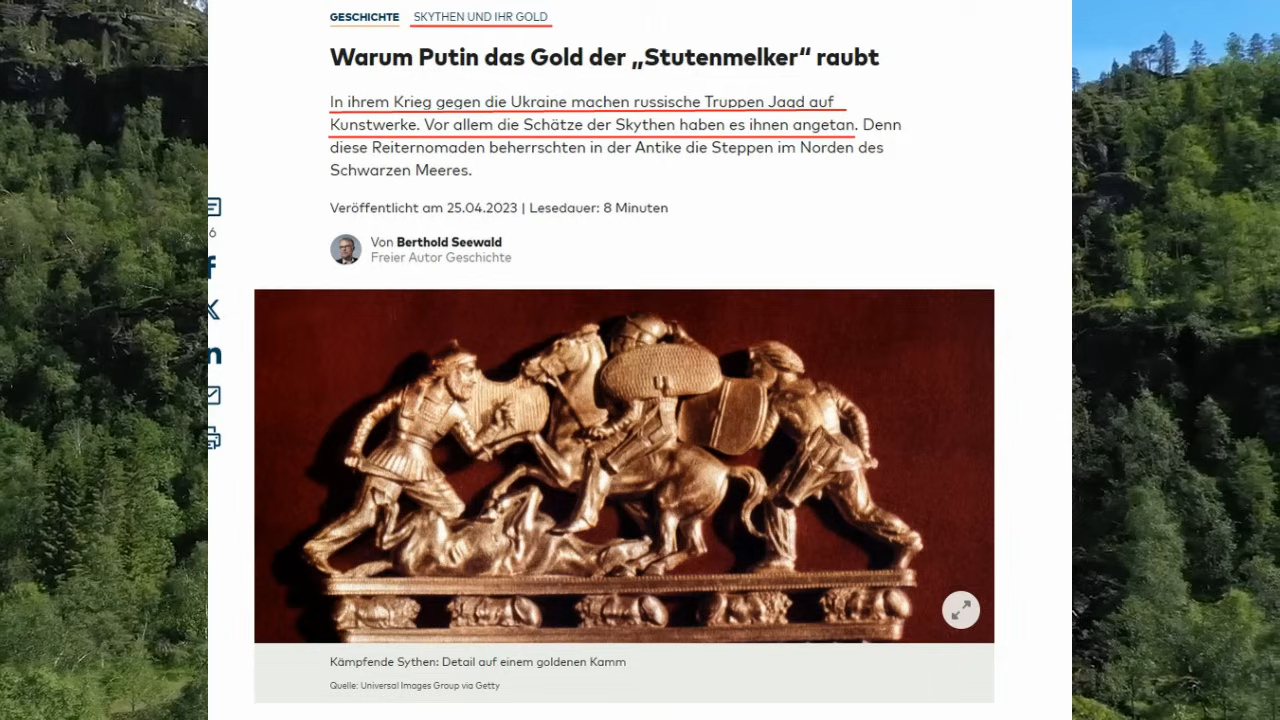 GESCHICHTE SKYTHEN UND IHR GOLD
Warum Putin das Gold der „Stutenmelker“ raubt
In ihrem Krieg gegen die Ukraine machen russische Truppen Jagd auf
Kunstwerke. Vor allem die Schätze der Skythen haben es ihnen angetan. Denn
diese Reiternomaden beherrschten in der Antike die Steppen im Norden des
Schwarzen Meeres.
Veröffentlicht am 25.04.2023 | Lesedauer: 8 Minuten
Von Berthold Seewald
Freier Autor Geschichte
6
Kämpfende Sythen: Detail auf einem goldenen Kamm
Quelle: Universal Images Group via Getty